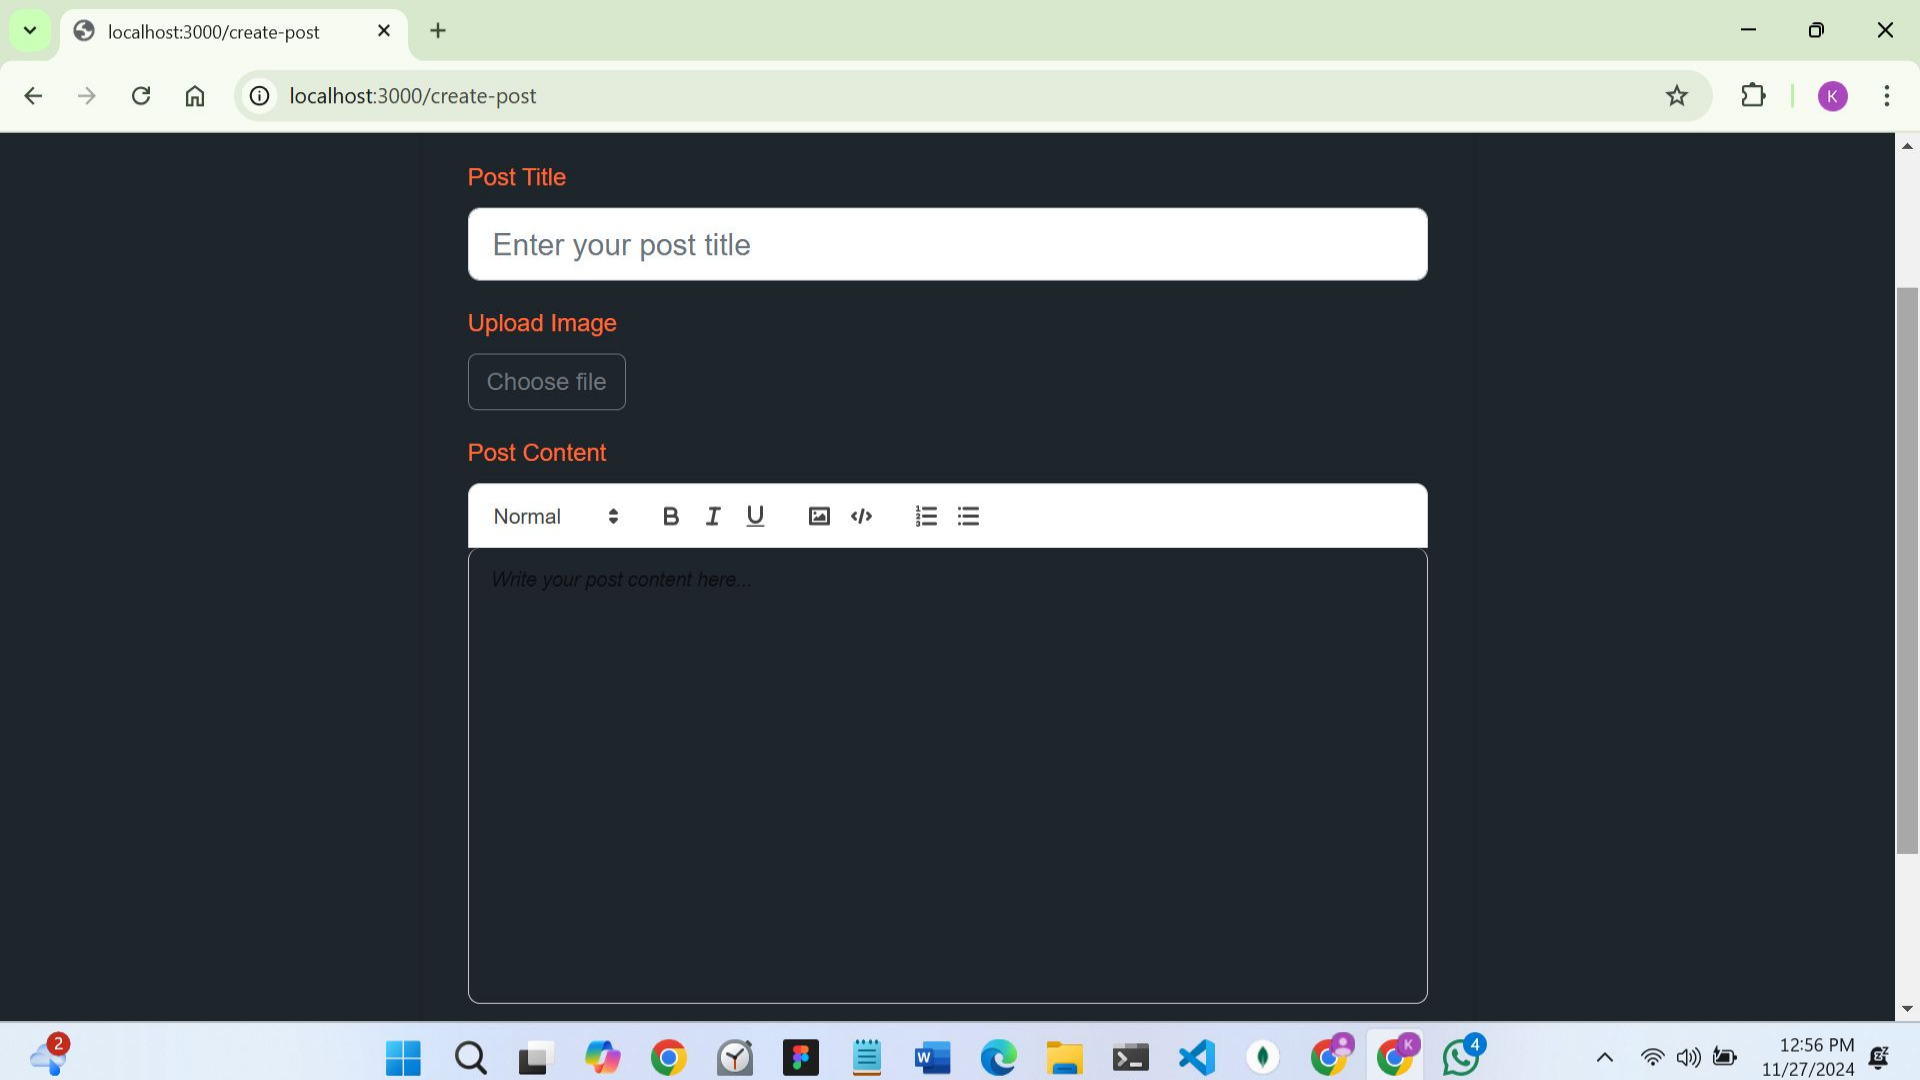 localhost:3000/create-post
localhost:3000/create-post
K
Post Title
Enter your post title
Upload Image
Choose file
Post Content
Normal
B I U
Write your post content here...
2
W
K
4
12:56 PM
11/27/2024